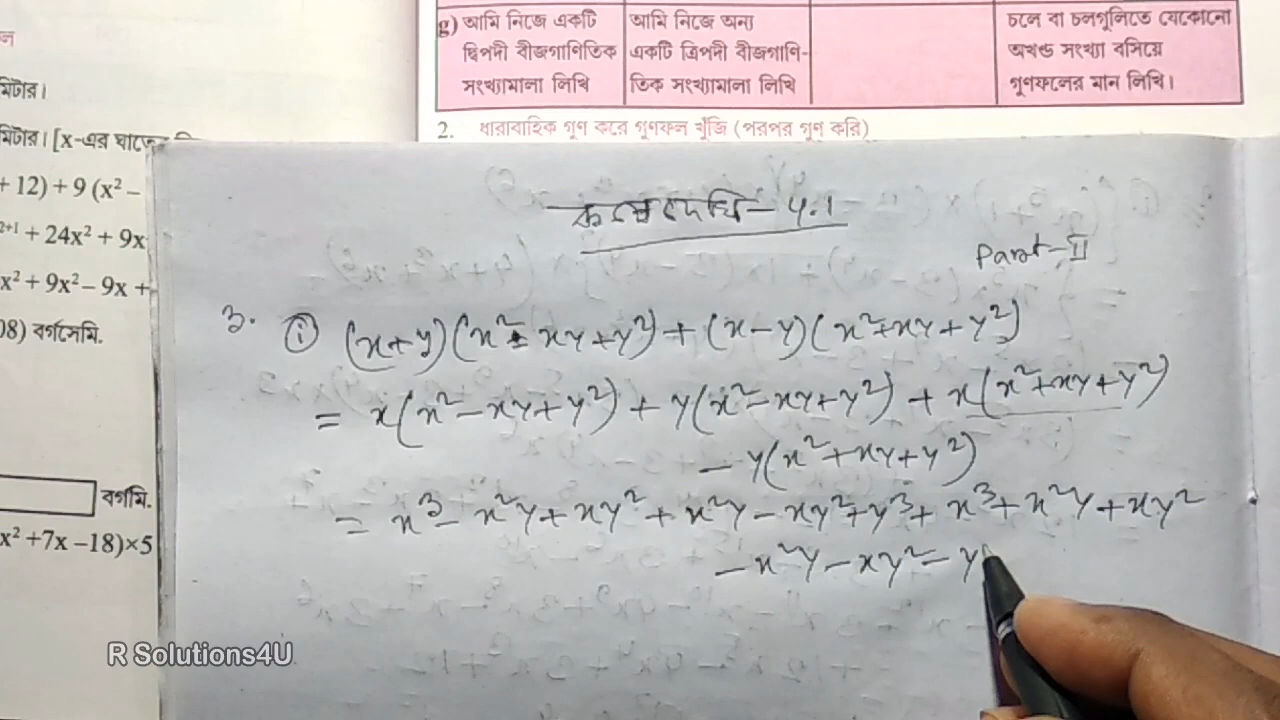 ন
মিটার।
মিটার। [x-এর ঘাতের
+ 12) + 9 (x² –
²⁺¹ + 24x² + 9x
x² + 9x² – 9x +
08) বর্গসেমি.
বর্গমি.
x² +7x –18)×5
g) আমি নিজে একটি দ্বিপদী বীজগাণিতিক সংখ্যামালা লিখি
আমি নিজে অন্য একটি ত্রিপদী বীজগাণি-তিক সংখ্যামালা লিখি
চলে বা চলগুলিতে যেকোনো অখণ্ড সংখ্যা বসিয়ে গুণফলের মান লিখি।
2. ধারাবাহিক গুণ করে গুণফল খুঁজি (পরপর গুণ করি)
কষে দেখি – 4.1
Part-II
3. (i) (x+y)(x² - xy+y²) + (x-y)(x²+xy+y²)
= x(x²-xy+y²) + y(x²-xy+y²) + x(x²+xy+y²)
- y(x²+xy+y²)
= x³ - x²y + xy² + x²y - xy² + y³ + x³ + x²y + xy²
- x²y - xy² - y
R Solutions4U